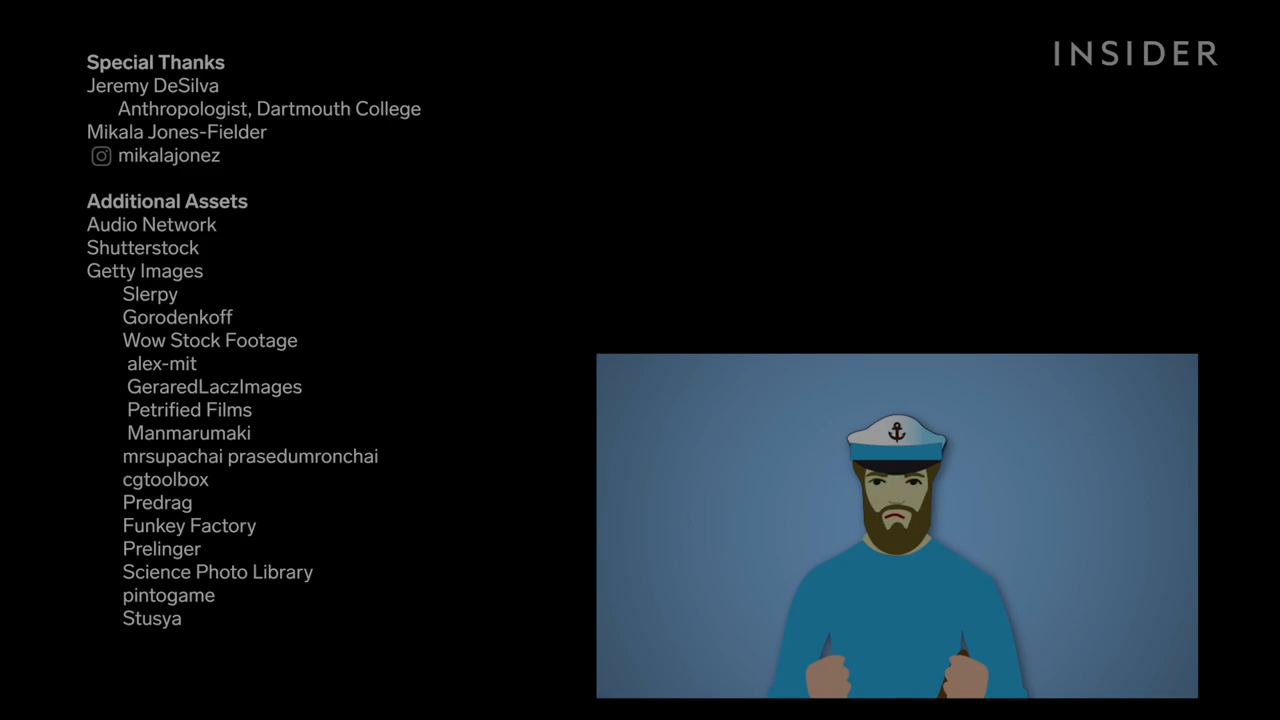 INSIDER
Special Thanks
Jeremy DeSilva
Anthropologist, Dartmouth College
Mikala Jones-Fielder
mikalajonez
Additional Assets
Audio Network
Shutterstock
Getty Images
Slerpy
Gorodenkoff
Wow Stock Footage
alex-mit
GeraredLaczImages
Petrified Films
Manmarumaki
mrsupachai prasedumronchai
cgtoolbox
Predrag
Funkey Factory
Prelinger
Science Photo Library
pintogame
Stusya